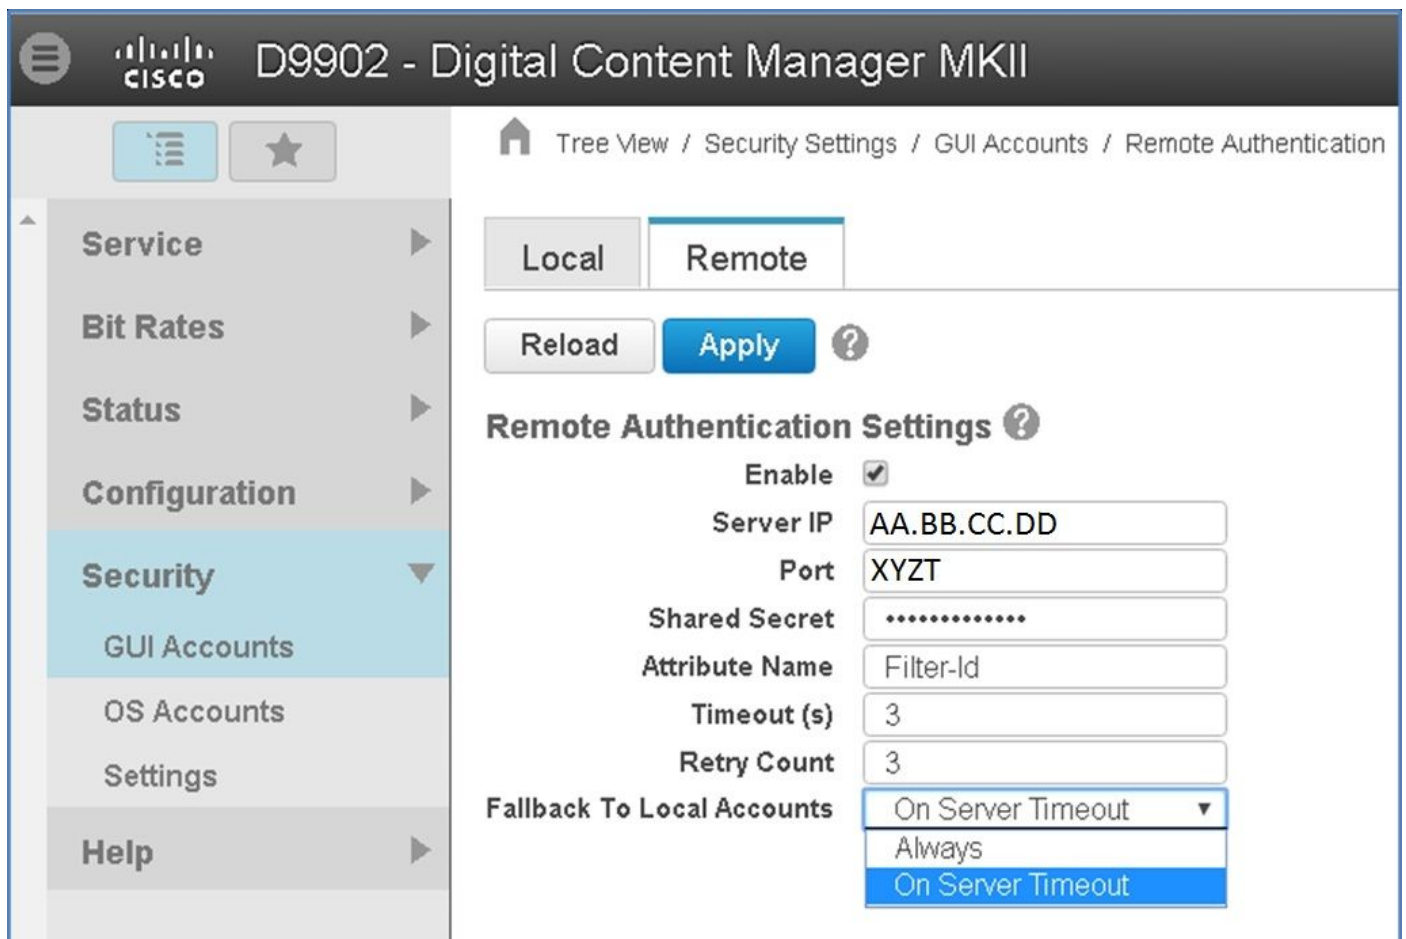 CISCO D9902 - Digital Content Manager MKII
Tree View / Security Settings / GUI Accounts / Remote Authentication
Service
Bit Rates
Status
Configuration
Security
GUI Accounts
OS Accounts
Settings
Help
Local Remote
Reload Apply ?
Remote Authentication Settings ?
Enable
Server IP AA.BB.CC.DD
Port XYZT
Shared Secret •••••••••••••
Attribute Name Filter-Id
Timeout (s) 3
Retry Count 3
Fallback To Local Accounts On Server Timeout
Always
On Server Timeout